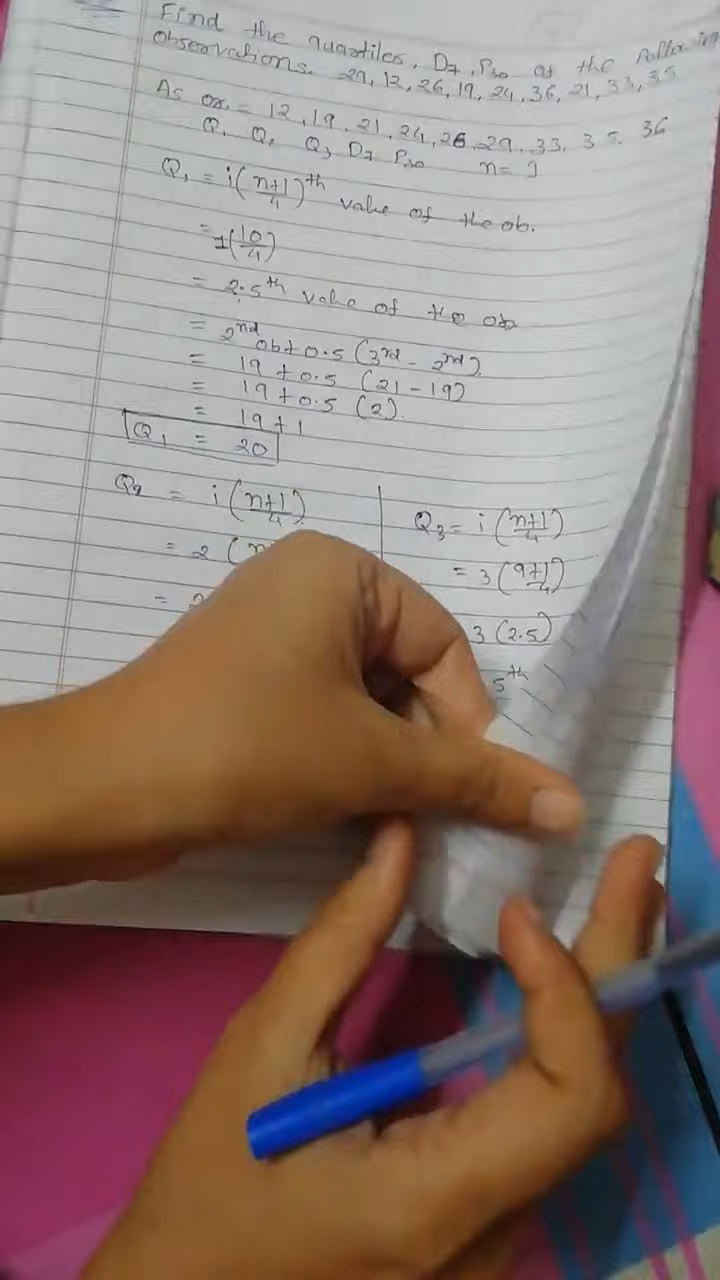 Find the quartiles, D7, P30 of the following
observations. 29, 12, 26, 19, 24, 36, 21, 33, 35
As or = 12, 19, 21, 24, 26, 29, 33, 35, 36
Q1 Q2 Q3 D7 P30 n = 9
Q1 = i(n+1/4)th value of the ob.
= 1(10/4)
= 2.5th value of the ob
= 2nd ob + 0.5 (3rd - 2nd)
= 19 + 0.5 (21 - 19)
= 19 + 0.5 (2)
= 19 + 1
Q1 = 20
Q2 = i(n+1/4)
= 2 (n
= 2
Q3 = i(n+1/4)
= 3(9+1/4)
3(2.5)
5th